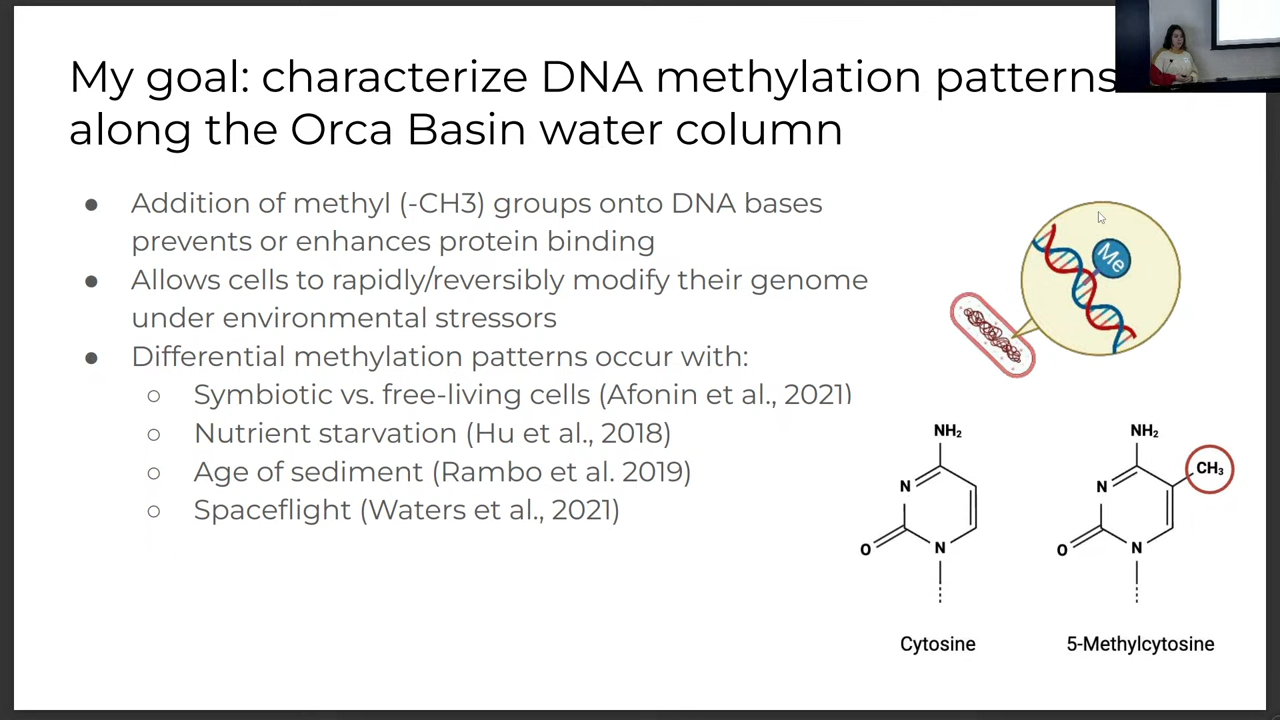 My goal: characterize DNA methylation patterns
along the Orca Basin water column
● Addition of methyl (-CH3) groups onto DNA bases
prevents or enhances protein binding
● Allows cells to rapidly/reversibly modify their genome
under environmental stressors
● Differential methylation patterns occur with:
○ Symbiotic vs. free-living cells (Afonin et al., 2021)
○ Nutrient starvation (Hu et al., 2018)
○ Age of sediment (Rambo et al. 2019)
○ Spaceflight (Waters et al., 2021)
Me
NH₂
N
O
N
Cytosine
NH₂
CH₃
N
O
N
5-Methylcytosine